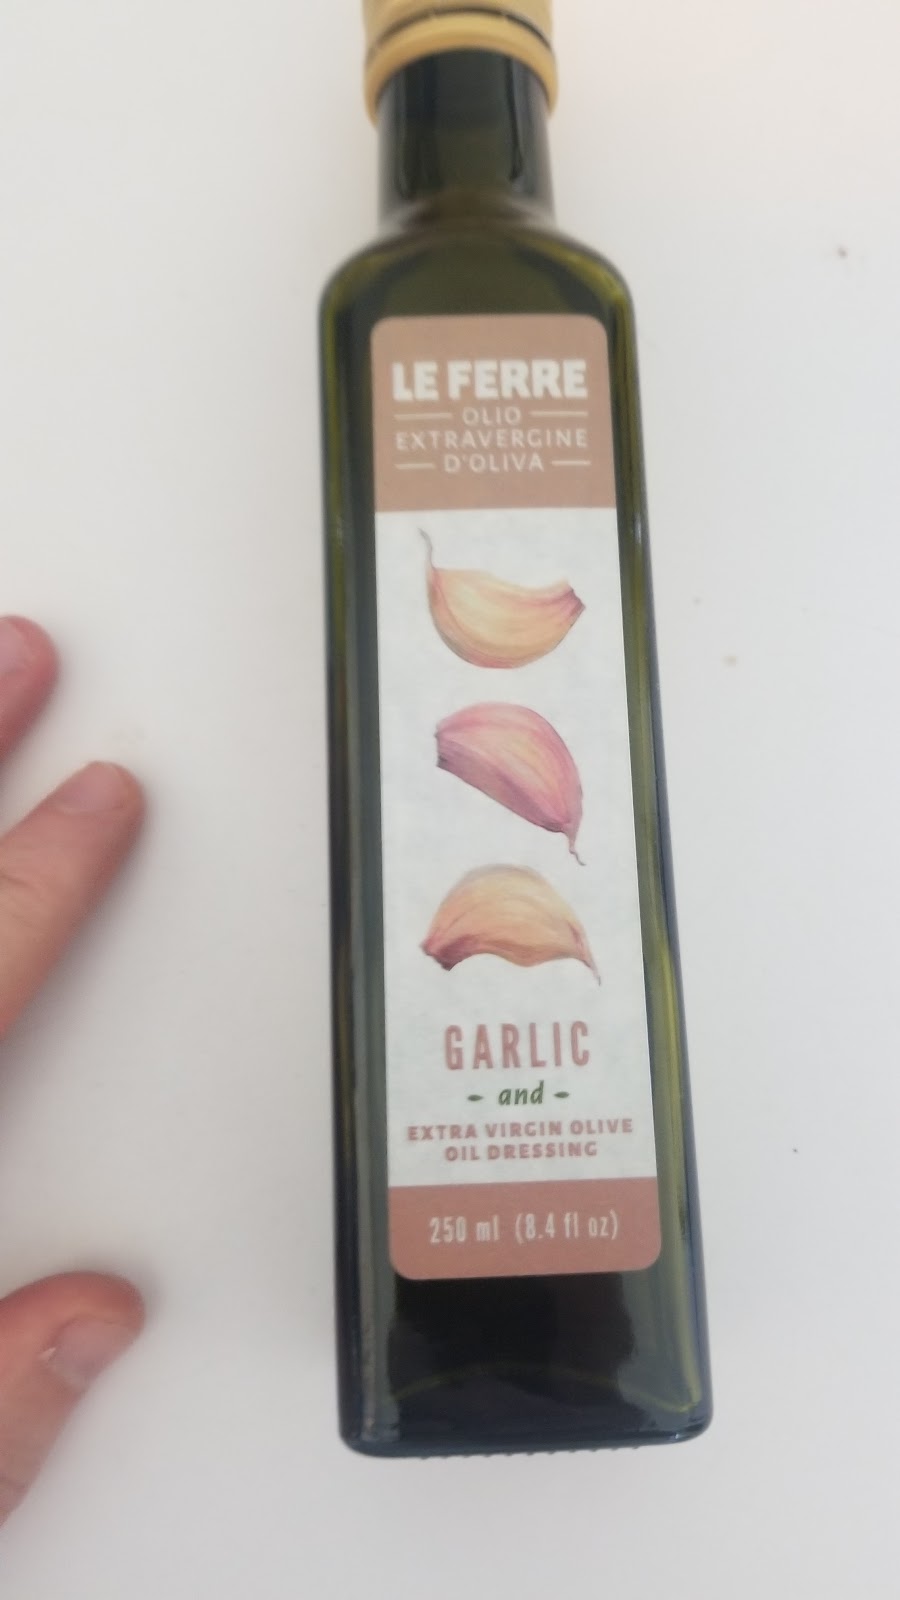 LE FERRE
OLIO
EXTRAVERGINE
D'OLIVA
GARLIC
- and -
EXTRA VIRGIN OLIVE
OIL DRESSING
250 ml (8.4 fl oz)